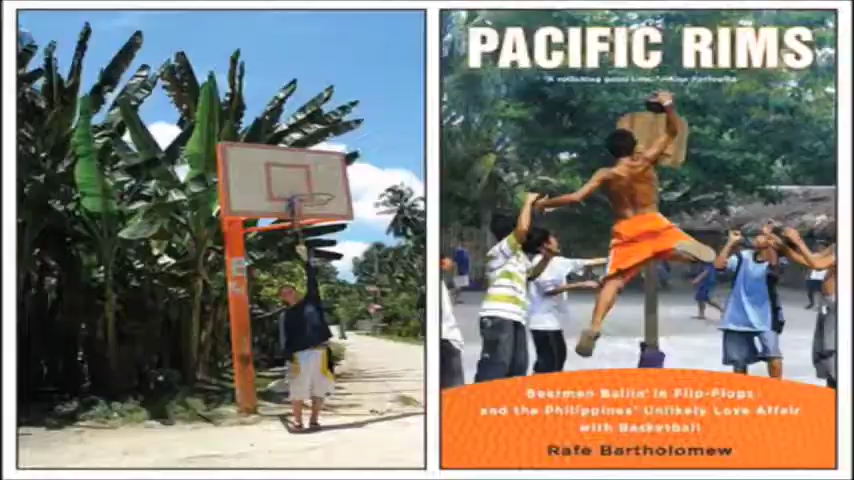 PACIFIC RIMS
Beermen Ballin' in Flip-Flops
and the Philippines' Unlikely Love Affair
with Basketball
Rafe Bartholomew